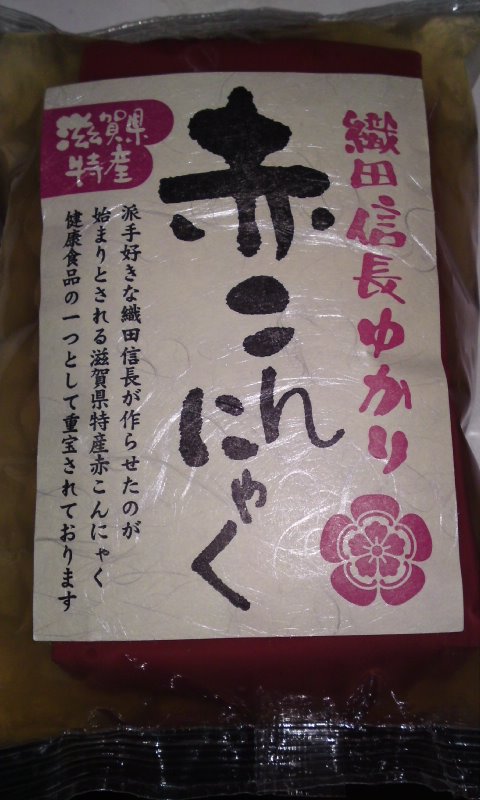 織田信長ゆかり
赤こんにゃく
滋賀県
特産
派手好きな織田信長が作らせたのが
始まりとされる滋賀県特産赤こんにゃく
健康食品の一つとして重宝されております